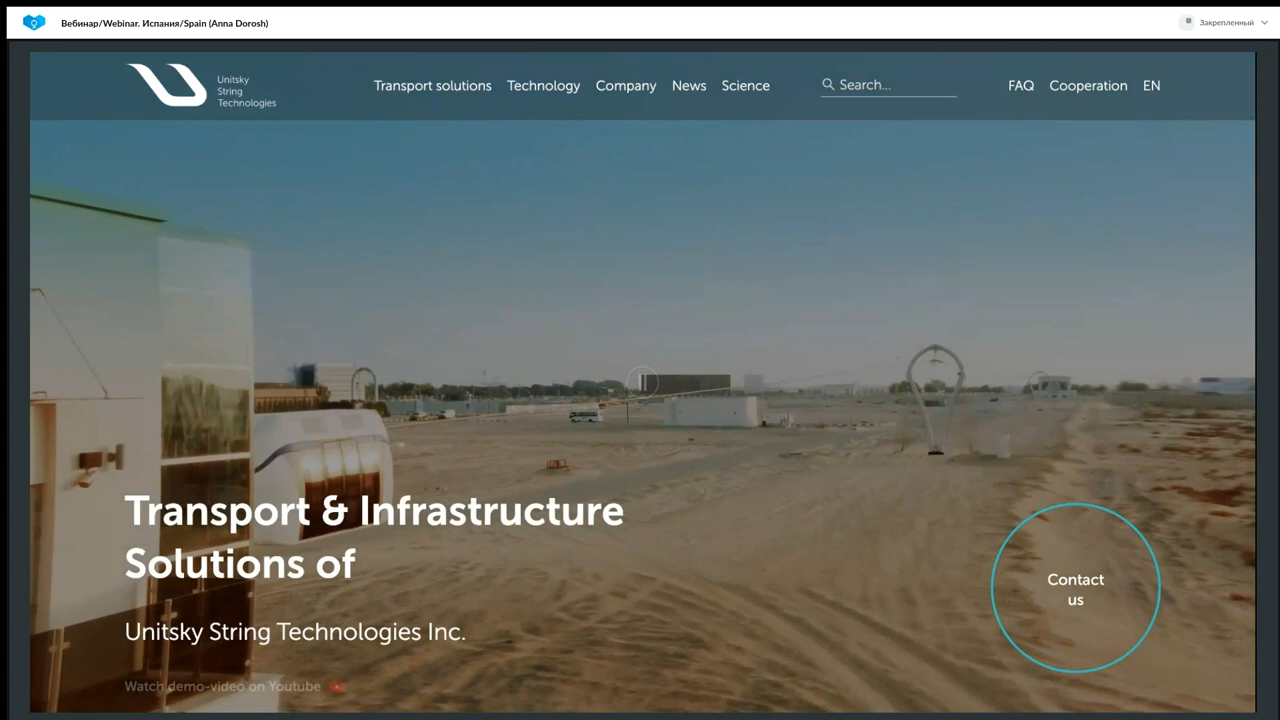 Вебинар/Webinar. Испания/Spain (Anna Dorosh)
Закрепленный
Unitsky
String
Technologies
Transport solutions Technology Company News Science
Search...
FAQ Cooperation EN
Transport & Infrastructure
Solutions of
Unitsky String Technologies Inc.
Contact
us
Watch demo-video on Youtube